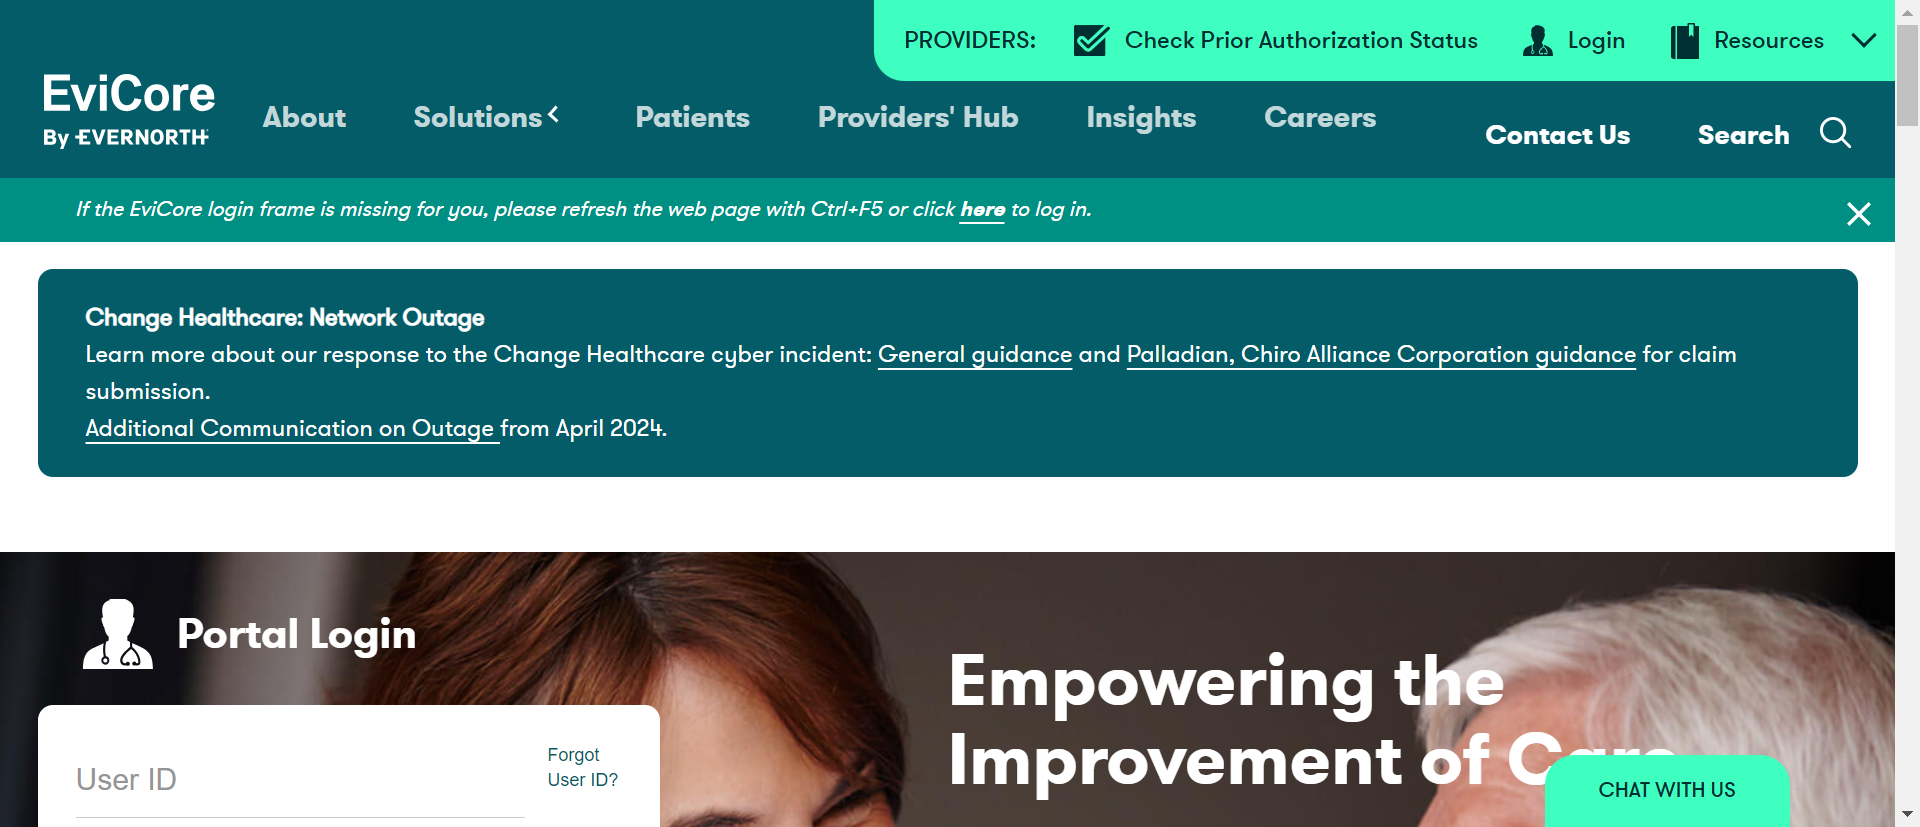 PROVIDERS: Check Prior Authorization Status Login Resources
EviCore
By EVERNORTH
About Solutions Patients Providers' Hub Insights Careers Contact Us Search
If the EviCore login frame is missing for you, please refresh the web page with Ctrl+F5 or click here to log in.
Change Healthcare: Network Outage
Learn more about our response to the Change Healthcare cyber incident: General guidance and Palladian, Chiro Alliance Corporation guidance for claim
submission.
Additional Communication on Outage from April 2024.
Portal Login
Empowering the
Improvement of Care
User ID
Forgot
User ID?
CHAT WITH US